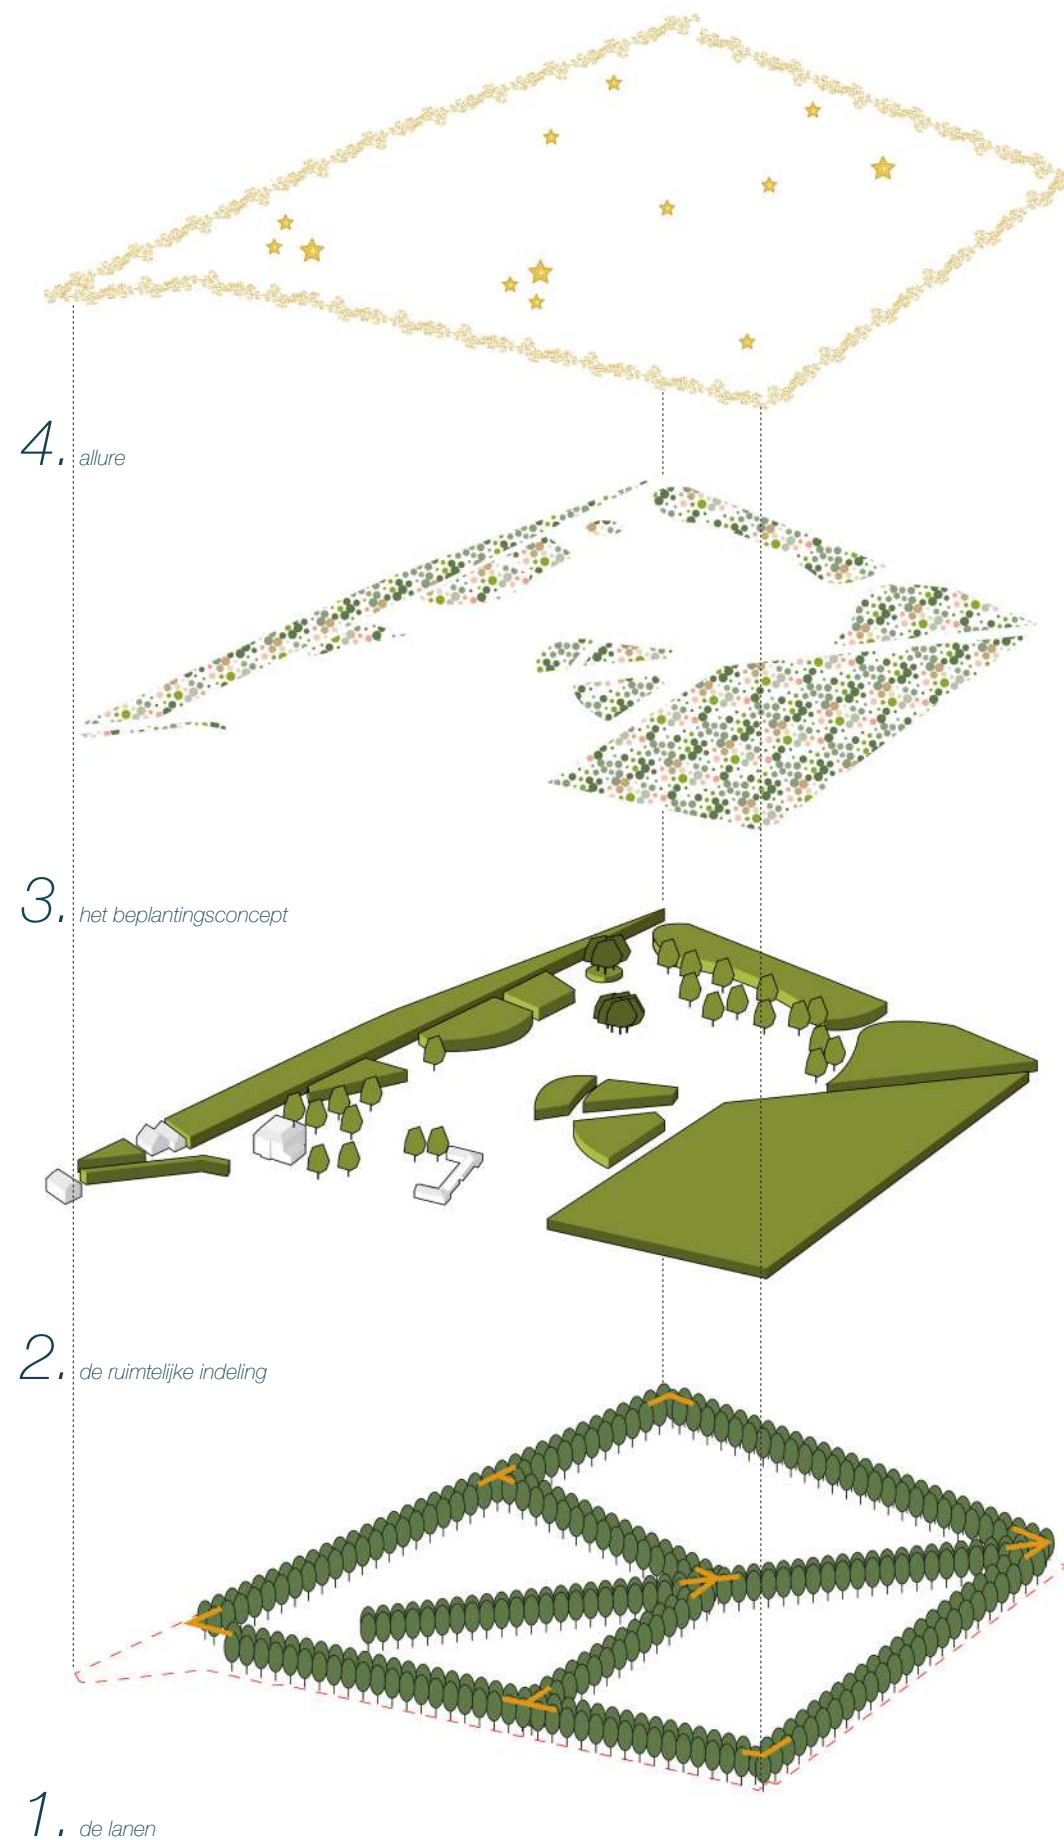 4. allure
3. het beplantingsconcept
2. de ruimtelijke indeling
1. de lanen